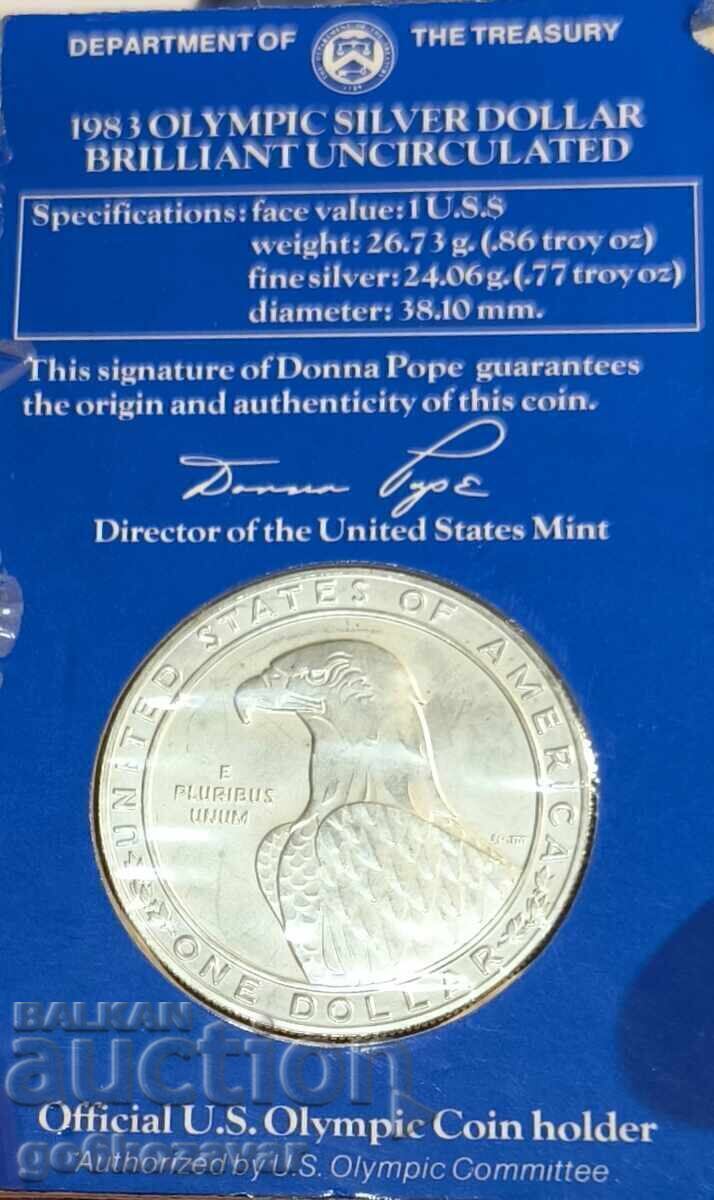 DEPARTMENT OF THE TREASURY
1983 OLYMPIC SILVER DOLLAR
BRILLIANT UNCIRCULATED
Specifications: face value: 1 U.S.$
weight: 26.73 g. (.86 troy oz)
fine silver: 24.06 g. (.77 troy oz)
diameter: 38.10 mm.
This signature of Donna Pope guarantees
the origin and authenticity of this coin.
Donna Pope
Director of the United States Mint
UNITED STATES OF AMERICA
E
PLURIBUS
UNUM
ONE DOLLAR
BALKAN
auction
Official U.S. Olympic Coin holder
gotkozavar
Authorized by U.S. Olympic Committee